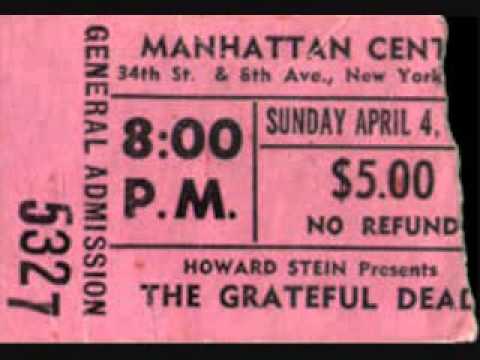 GENERAL ADMISSION
5327
MANHATTAN CENT
34th St. & 8th Ave., New York
8:00
P.M.
SUNDAY APRIL 4,
$5.00
NO REFUND
HOWARD STEIN Presents
THE GRATEFUL DEAD